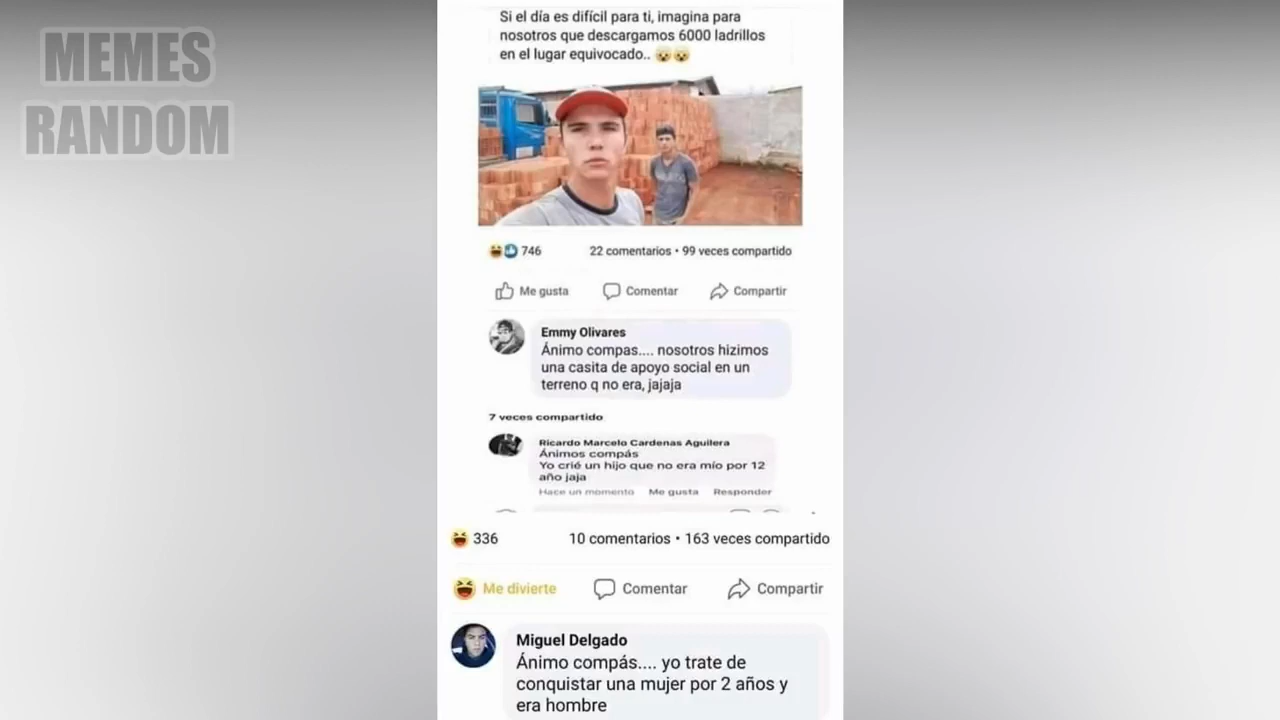 MEMES
RANDOM
Si el día es difícil para ti, imagina para
nosotros que descargamos 6000 ladrillos
en el lugar equivocado.. 😲😲
746
22 comentarios • 99 veces compartido
Me gusta
Comentar
Compartir
Emmy Olivares
Ánimo compas.... nosotros hizimos
una casita de apoyo social en un
terreno q no era, jajaja
7 veces compartido
Ricardo Marcelo Cardenas Aguilera
Ánimos compás
Yo crié un hijo que no era mío por 12
año jaja
Hace un momento Me gusta Responder
336
10 comentarios • 163 veces compartido
Me divierte
Comentar
Compartir
Miguel Delgado
Ánimo compás.... yo trate de
conquistar una mujer por 2 años y
era hombre